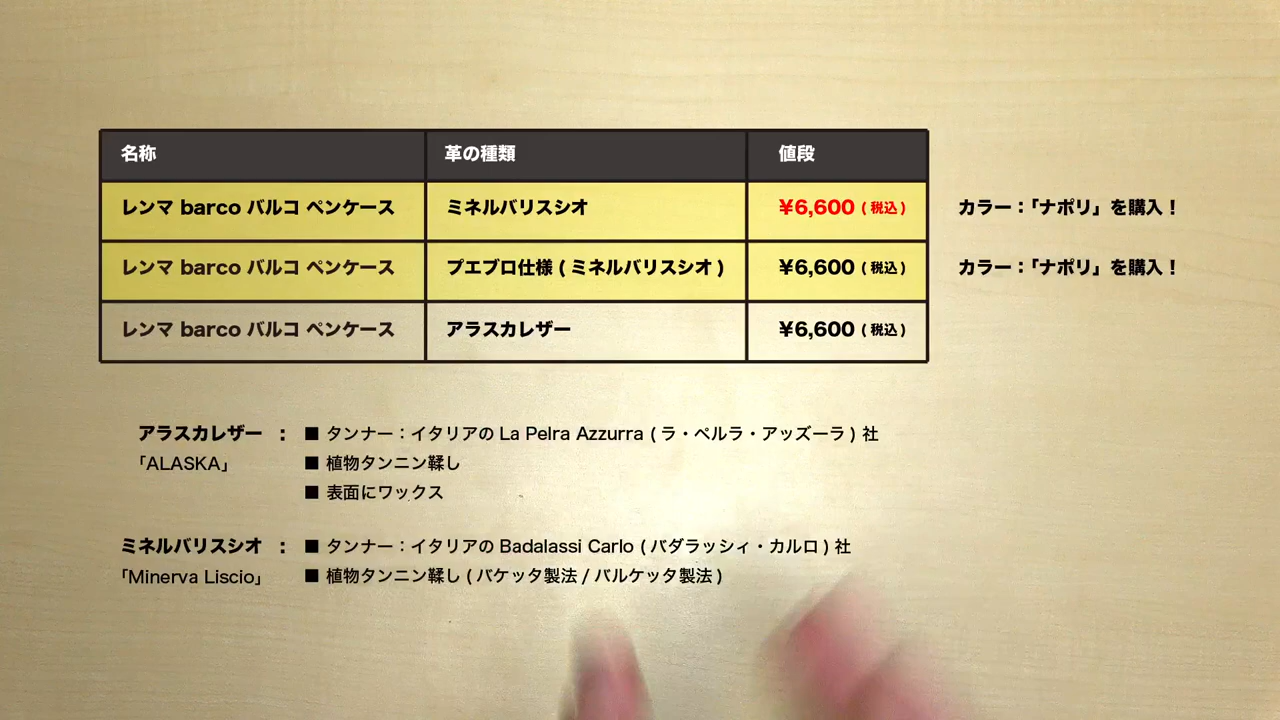 名称 革の種類 値段
レンマ barco バルコ ペンケース ミネルバリスシオ ¥6,600 ( 税込 ) カラー：「ナポリ」を購入！
レンマ barco バルコ ペンケース プエブロ仕様 ( ミネルバリスシオ ) ¥6,600 ( 税込 ) カラー：「ナポリ」を購入！
レンマ barco バルコ ペンケース アラスカレザー ¥6,600 ( 税込 )
アラスカレザー ： ■ タンナー：イタリアの La Pelra Azzurra ( ラ・ペルラ・アッズーラ ) 社
「ALASKA」 ■ 植物タンニン鞣し
■ 表面にワックス
ミネルバリスシオ ： ■ タンナー：イタリアの Badalassi Carlo ( バダラッシィ・カルロ ) 社
「Minerva Liscio」 ■ 植物タンニン鞣し ( バケッタ製法 / バルケッタ製法 )